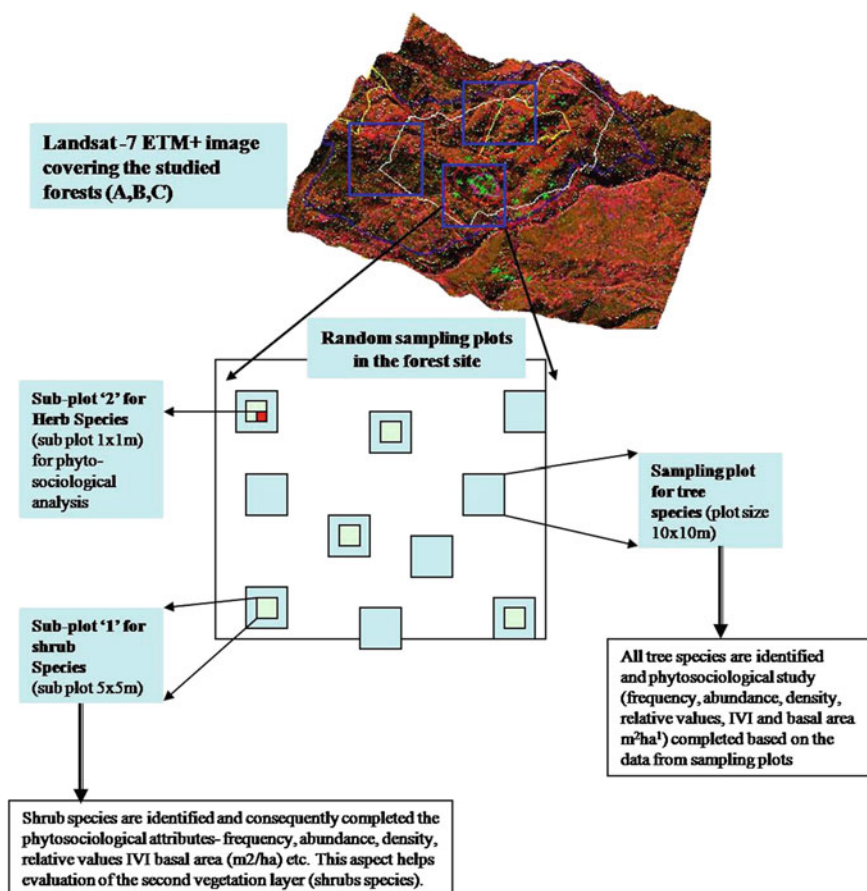 Landsat -7 ETM+ image
covering the studied
forests (A,B,C)
Random sampling plots
in the forest site
Sub-plot ‘2’ for
Herb Species
(sub plot 1x1m)
for phyto-
sociological
analysis
Sampling plot
for tree
species (plot size
10x10m)
Sub-plot ‘1’ for
shrub
Species
(sub plot 5x5m)
All tree species are identified
and phytosociological study
(frequency, abundance, density,
relative values, IVI and basal area
m²ha¹) completed based on the
data from sampling plots
Shrub species are identified and consequently completed the
phytosociological attributes- frequency, abundance, density,
relative values IVI basal area (m2/ha) etc. This aspect helps
evaluation of the second vegetation layer (shrubs species).